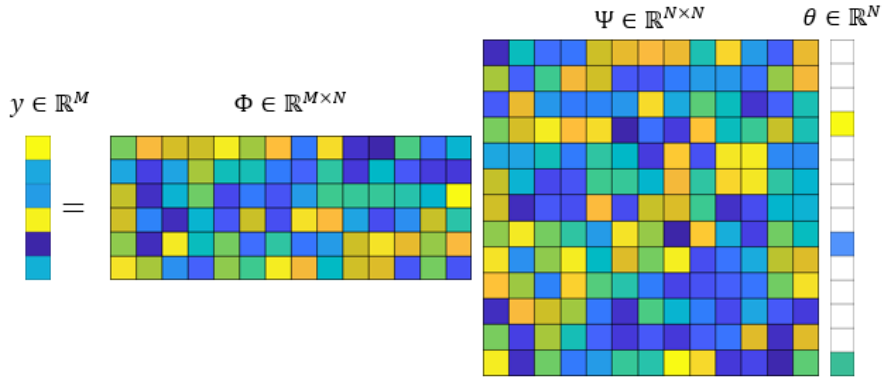 Ψ ∈ ℝ^{N×N}
θ ∈ ℝ^N
y ∈ ℝ^M
Φ ∈ ℝ^{M×N}
=